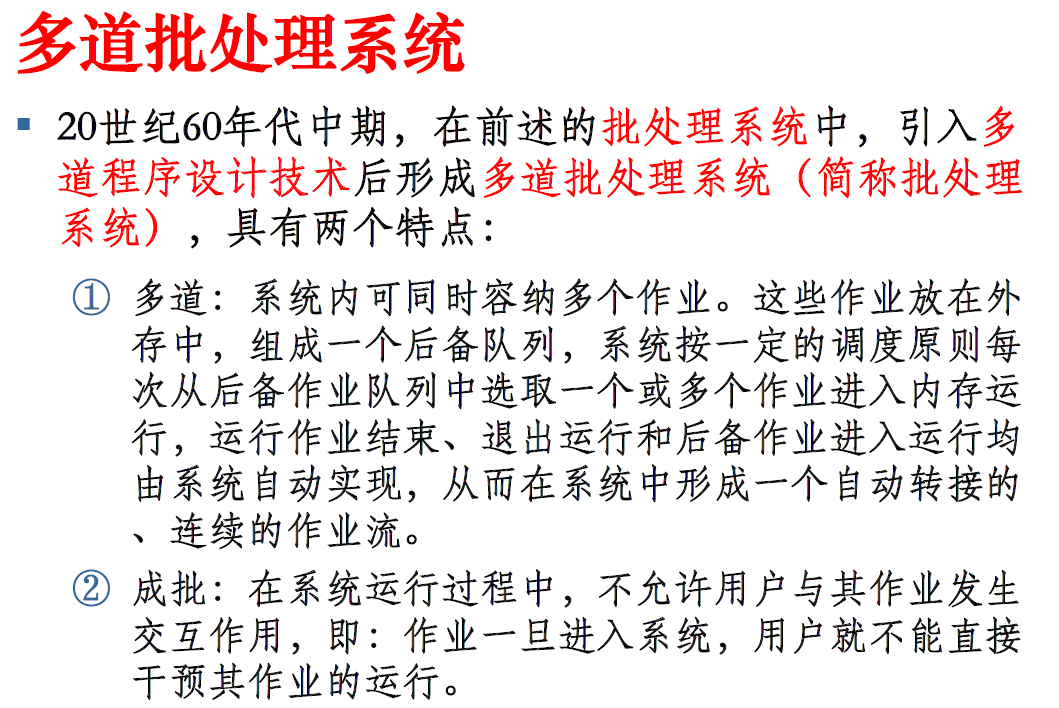 多道批处理系统
▪ 20世纪60年代中期，在前述的批处理系统中，引入多
道程序设计技术后形成多道批处理系统（简称批处理
系统），具有两个特点：
① 多道：系统内可同时容纳多个作业。这些作业放在外
存中，组成一个后备队列，系统按一定的调度原则每
次从后备作业队列中选取一个或多个作业进入内存运
行，运行作业结束、退出运行和后备作业进入运行均
由系统自动实现，从而在系统中形成一个自动转接的
、连续的作业流。
② 成批：在系统运行过程中，不允许用户与其作业发生
交互作用，即：作业一旦进入系统，用户就不能直接
干预其作业的运行。